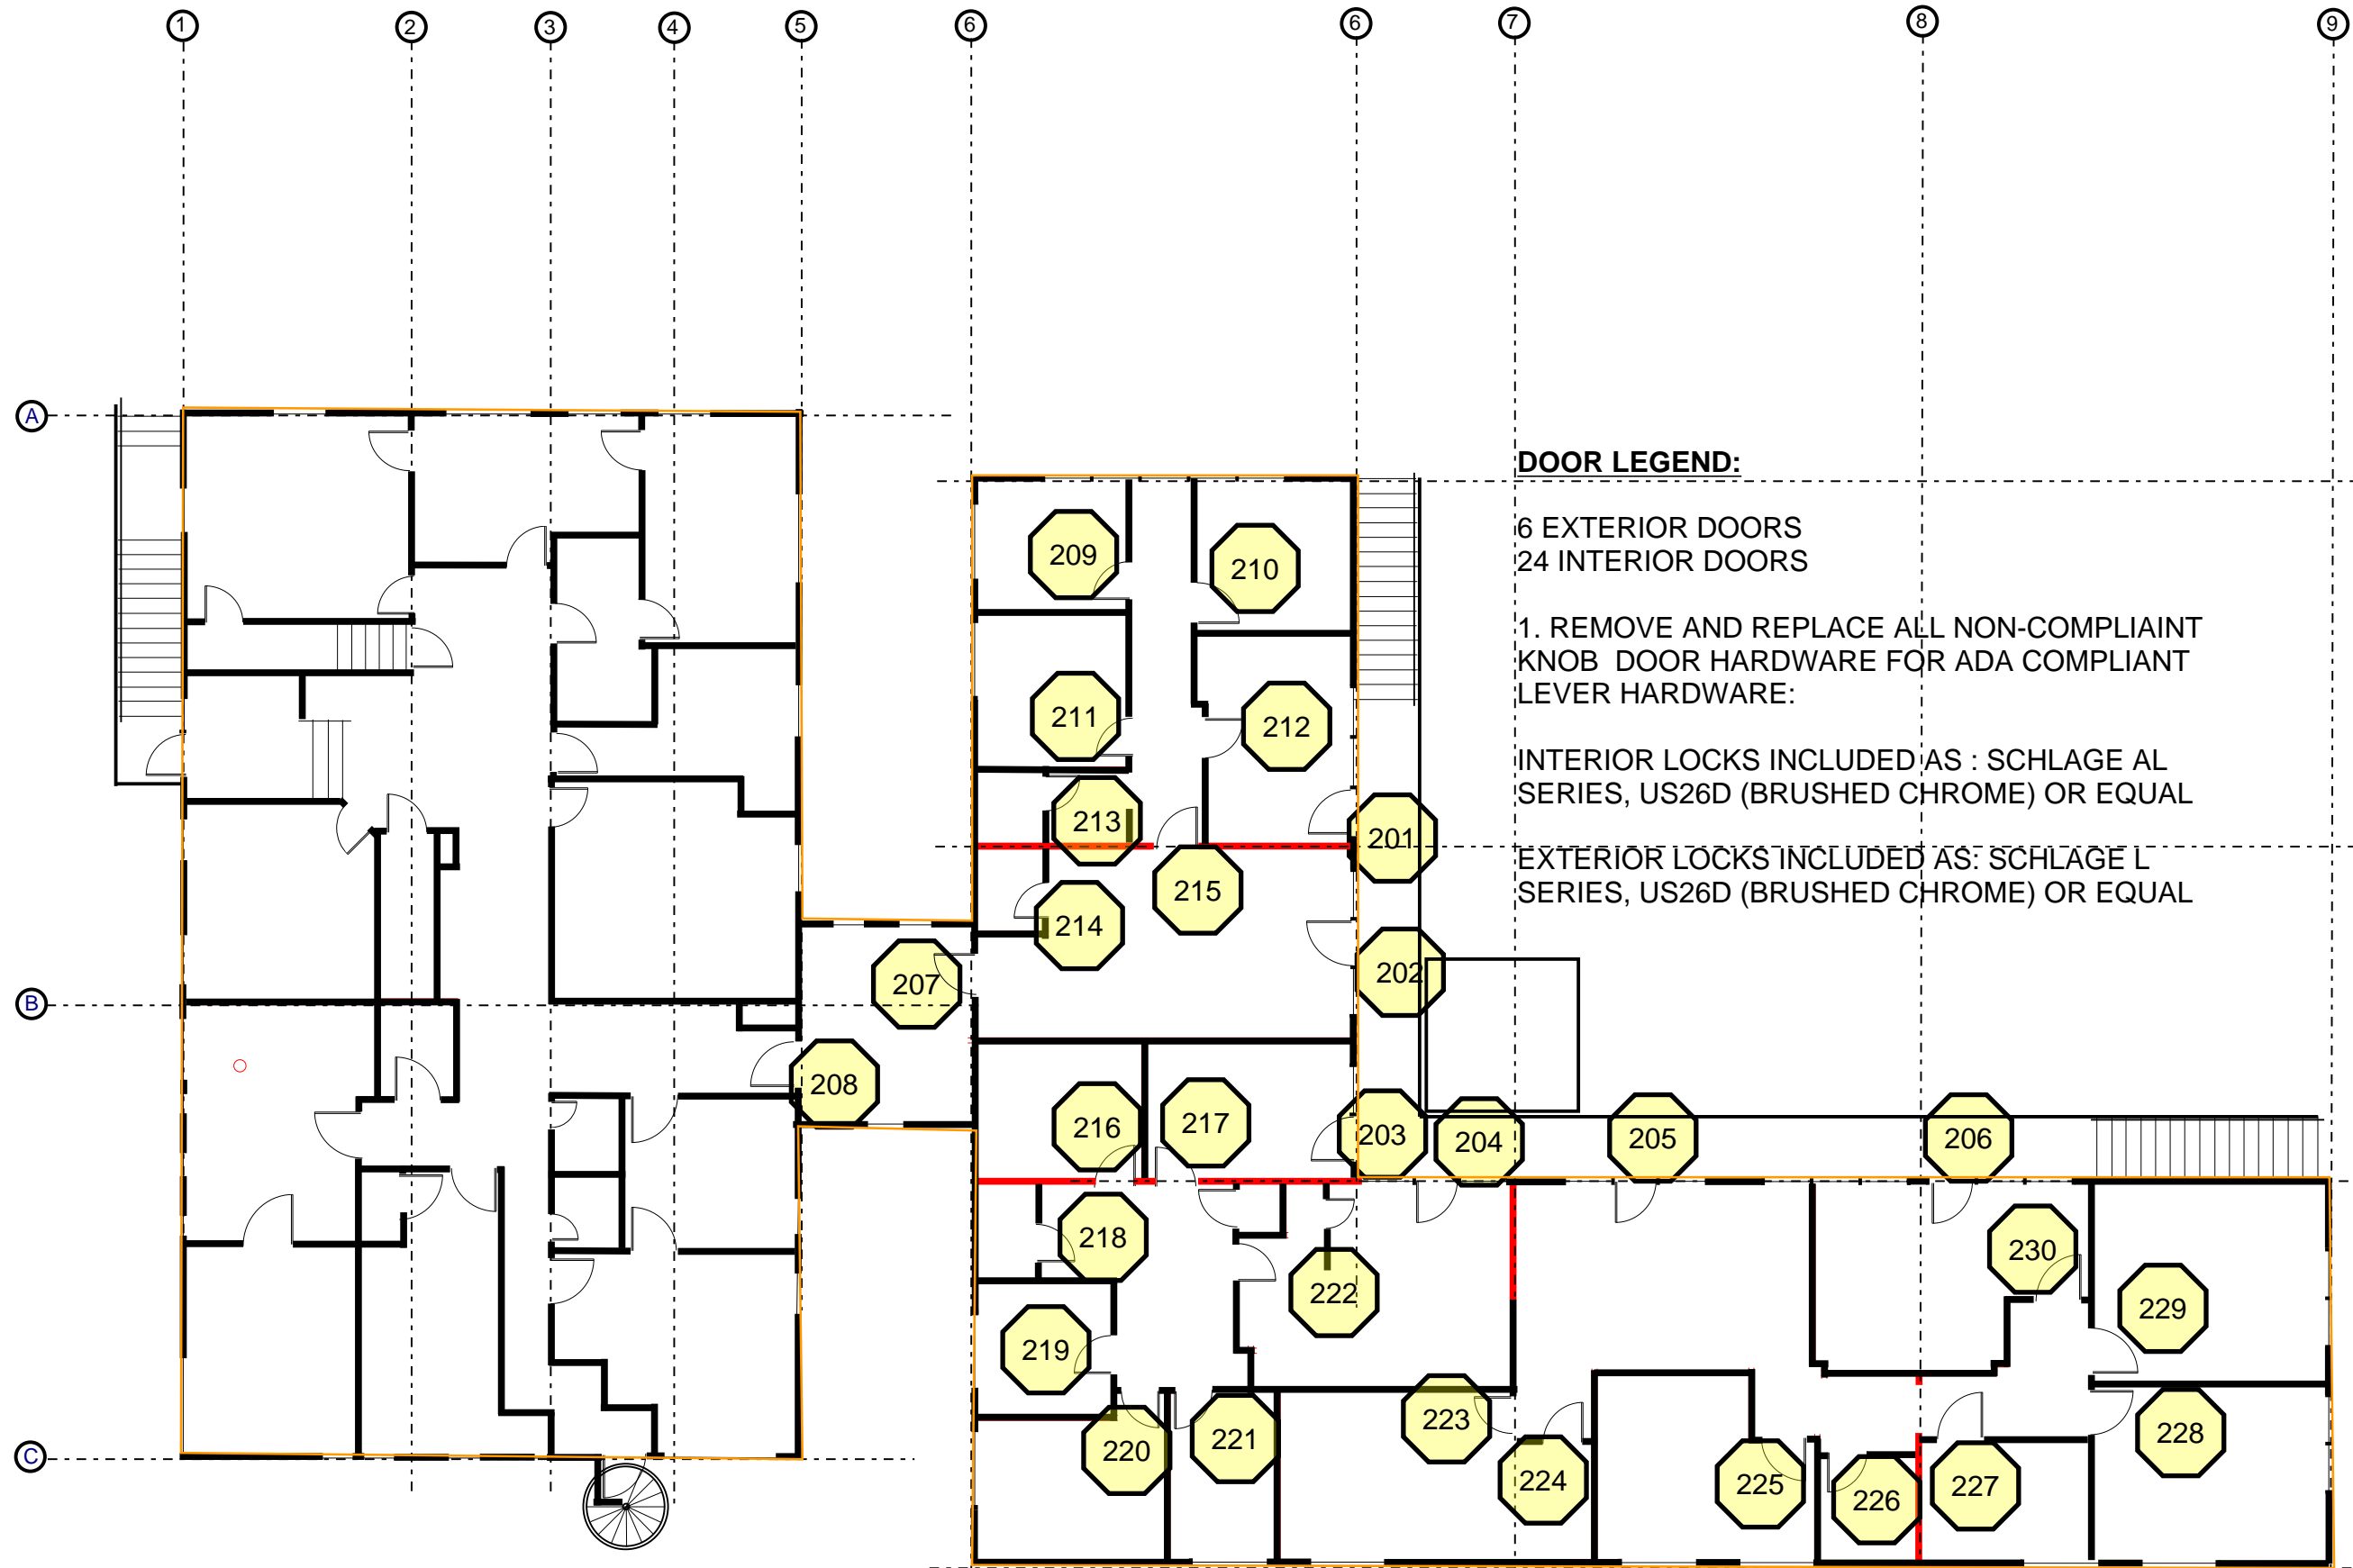 1 2 3 4 5 6 6 7 8 9
A
DOOR LEGEND:
6 EXTERIOR DOORS
24 INTERIOR DOORS
1. REMOVE AND REPLACE ALL NON-COMPLIAINT
KNOB DOOR HARDWARE FOR ADA COMPLIANT
LEVER HARDWARE:
INTERIOR LOCKS INCLUDED AS : SCHLAGE AL
SERIES, US26D (BRUSHED CHROME) OR EQUAL
EXTERIOR LOCKS INCLUDED AS: SCHLAGE L
SERIES, US26D (BRUSHED CHROME) OR EQUAL
209
210
211
212
213
201
215
214
202
207
B
208
216
217
203
204
205
206
218
230
222
229
219
223
228
221
220
C
224
225
227
226